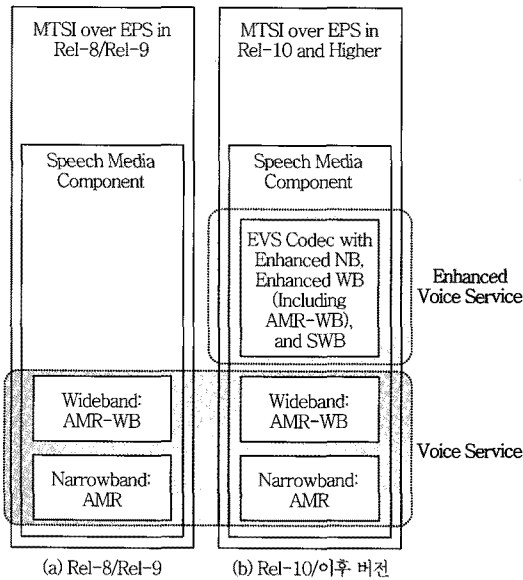 MTSI over EPS in
Rel-8/Rel-9
Speech Media
Component
Wideband:
AMR-WB
Narrowband:
AMR
(a) Rel-8/Rel-9
MTSI over EPS in
Rel-10 and Higher
Speech Media
Component
EVS Codec with
Enhanced NB,
Enhanced WB
(Including
AMR-WB),
and SWB
Wideband:
AMR-WB
Narrowband:
AMR
(b) Rel-10/이후 버전
Enhanced
Voice Service
Voice Service